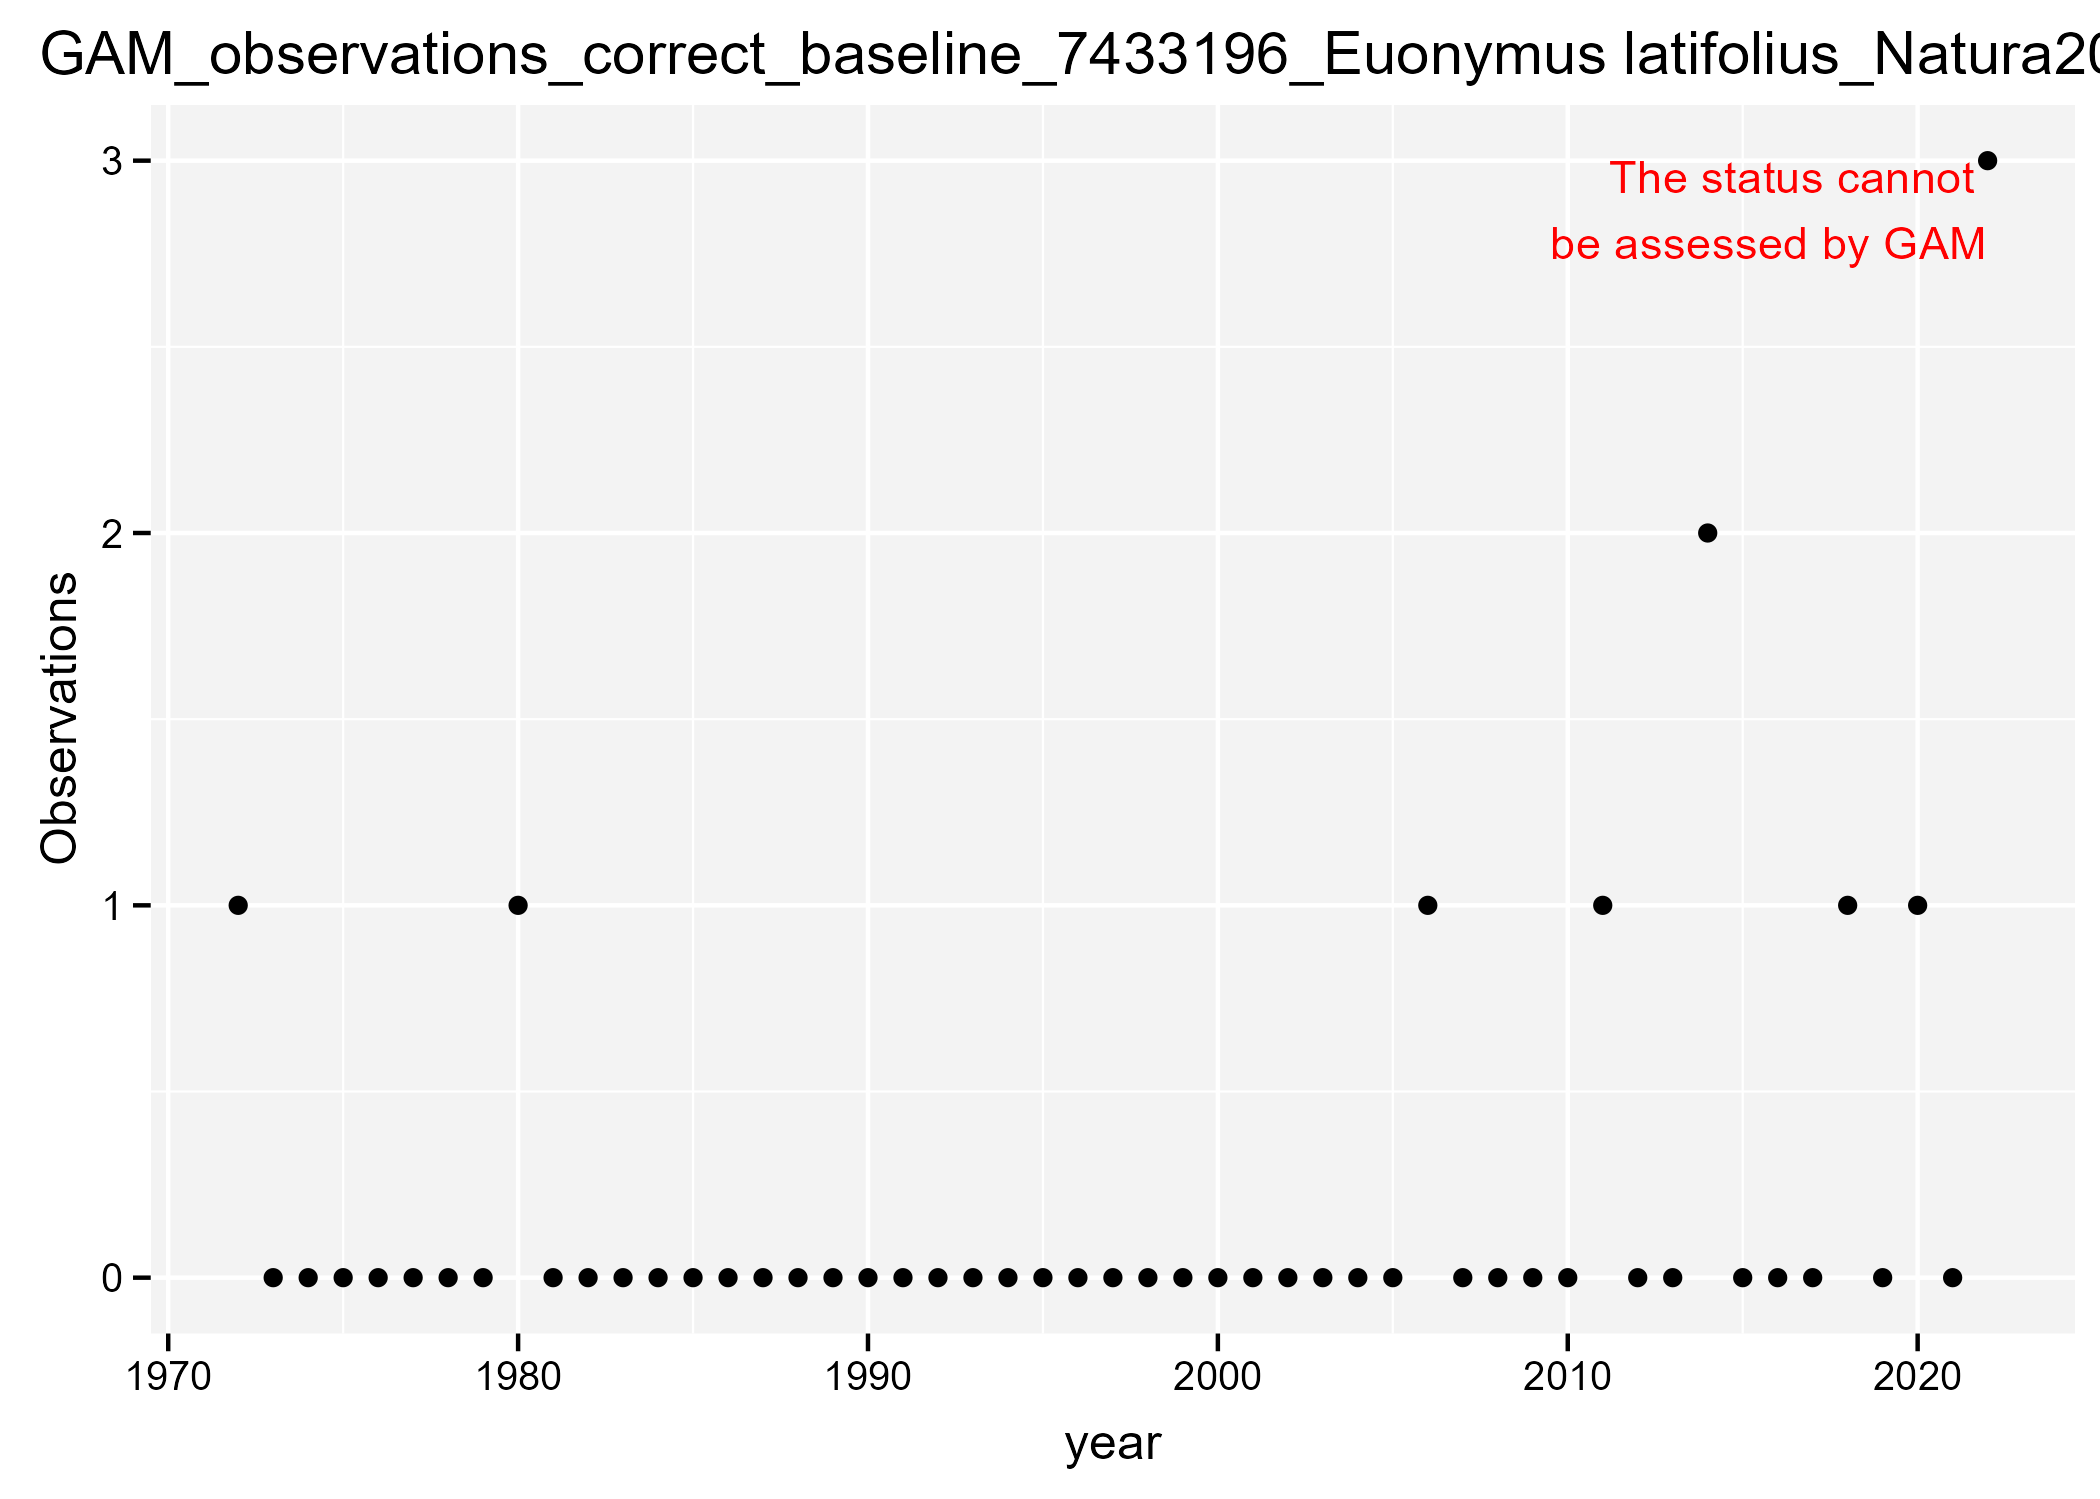 GAM_observations_correct_baseline_7433196_Euonymus latifolius_Natura20
3
The status cannot
be assessed by GAM
2
Observations
1
0
1970 1980 1990 2000 2010 2020
year